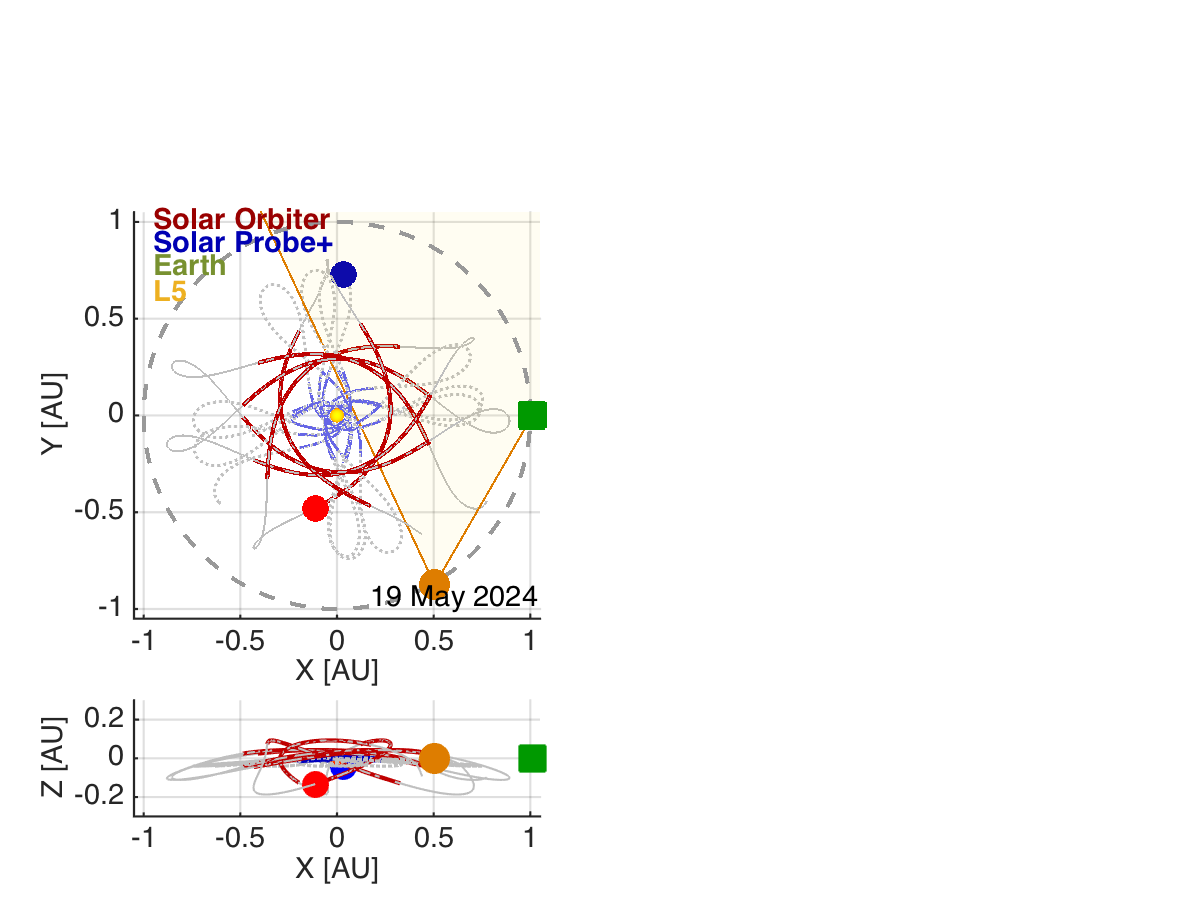 Solar Orbiter
Solar Probe+
Earth
L5
1
0.5
0
-0.5
-1
Y [AU]
19 May 2024
-1 -0.5 0 0.5 1
X [AU]
0.2
0
-0.2
Z [AU]
-1 -0.5 0 0.5 1
X [AU]